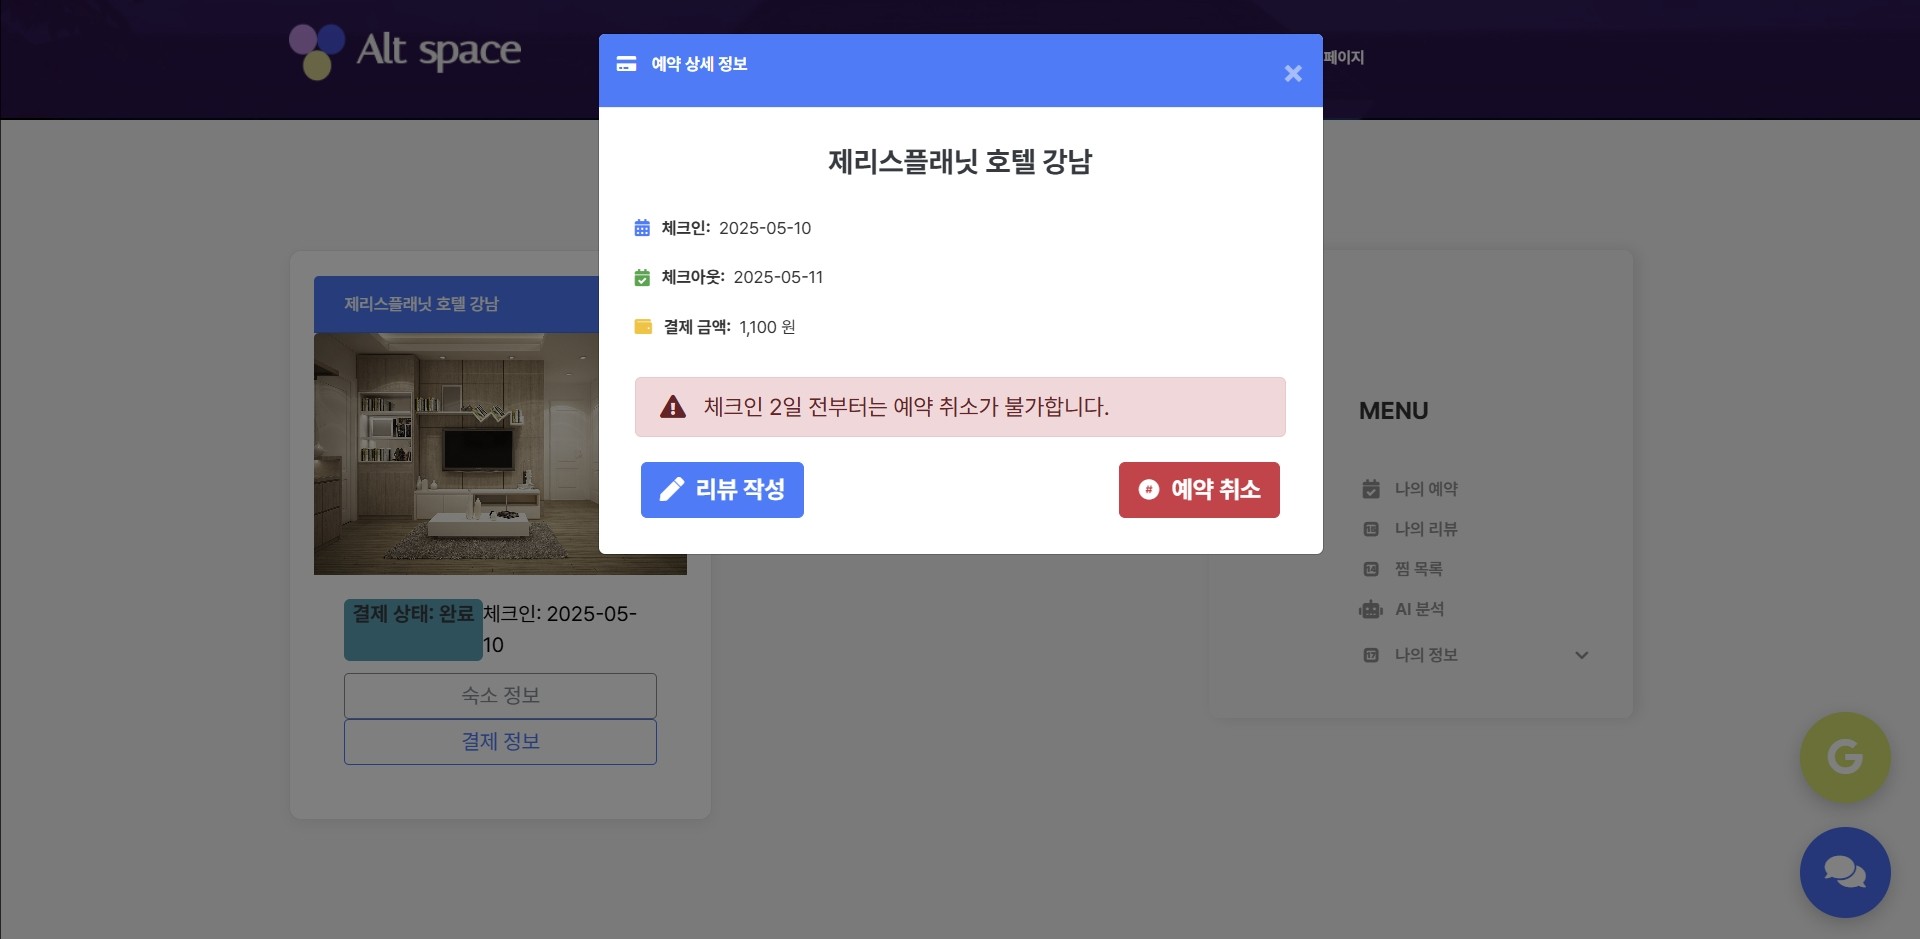 Alt space
페이지
예약 상세 정보
×
제리스플래닛 호텔 강남
체크인: 2025-05-10
체크아웃: 2025-05-11
결제 금액: 1,100 원
체크인 2일 전부터는 예약 취소가 불가합니다.
리뷰 작성
# 예약 취소
제리스플래닛 호텔 강남
결제 상태: 완료 체크인: 2025-05-
10
숙소 정보
결제 정보
MENU
나의 예약
나의 리뷰
찜 목록
AI 분석
나의 정보
G